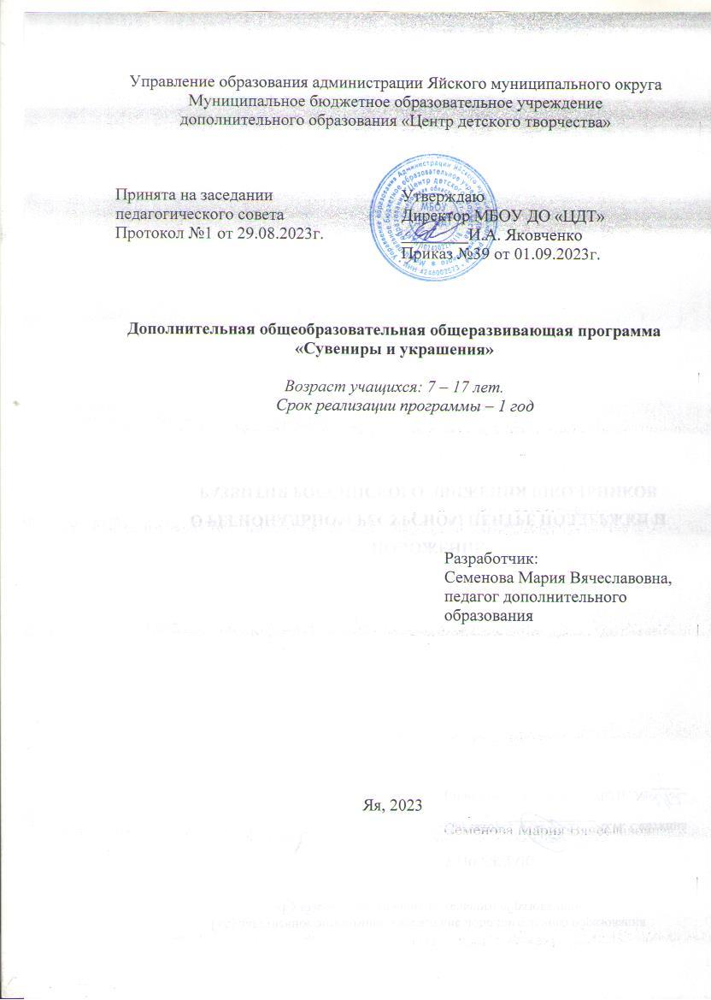 Управление образования администрации Яйского муниципального округа
Муниципальное бюджетное образовательное учреждение
дополнительного образования «Центр детского творчества»
Принята на заседании
педагогического совета
Протокол №1 от 29.08.2023г.
Утверждаю
Директор МБОУ ДО «ЦДТ»
И.А. Яковченко
Приказ №39 от 01.09.2023г.
Дополнительная общеобразовательная общеразвивающая программа
«Сувениры и украшения»
Возраст учащихся: 7 – 17 лет.
Срок реализации программы – 1 год
Разработчик:
Семенова Мария Вячеславовна,
педагог дополнительного
образования
Яя, 2023